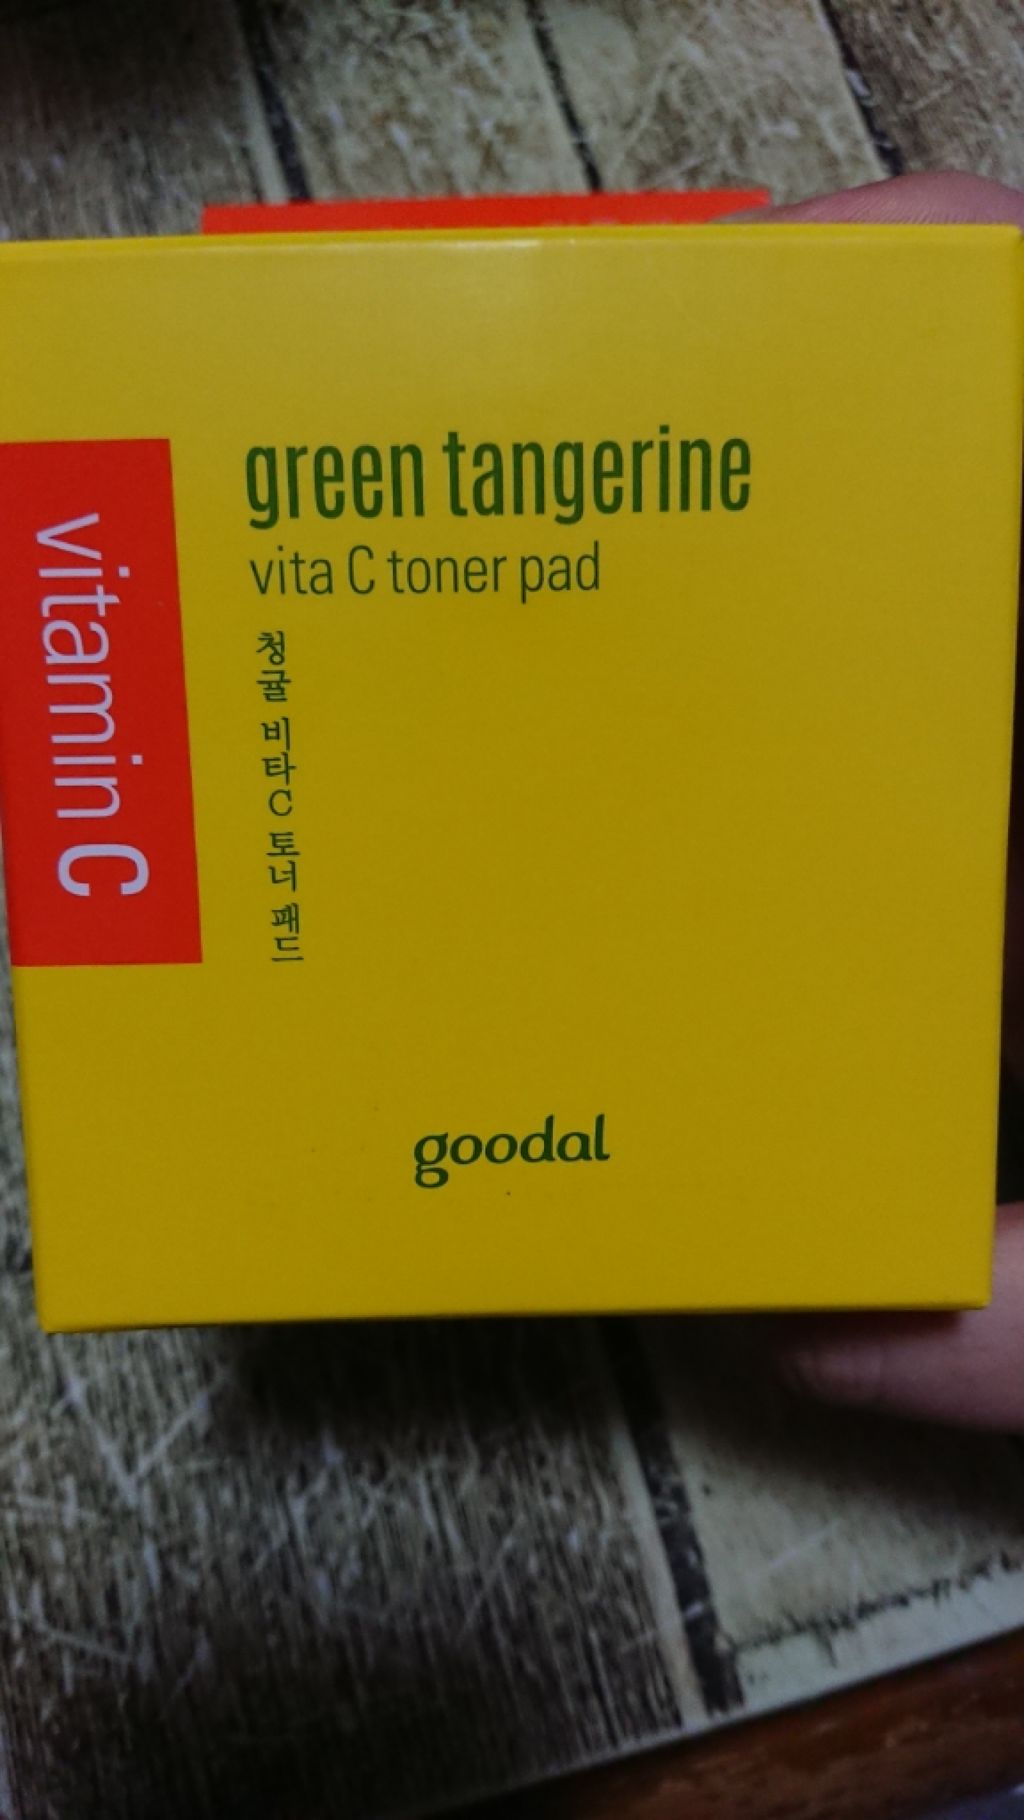 vitamin C
green tangerine
vita C toner pad
청귤 비타C 토너 패드
goodal